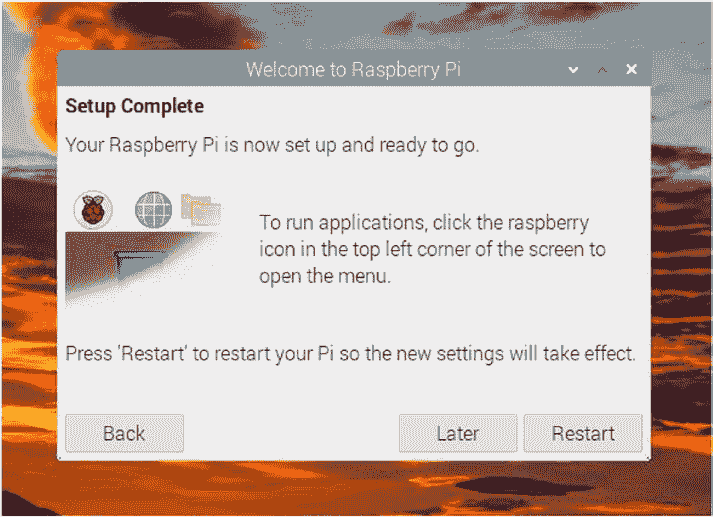 Welcome to Raspberry Pi
Setup Complete
Your Raspberry Pi is now set up and ready to go.
To run applications, click the raspberry
icon in the top left corner of the screen to
open the menu.
Press 'Restart' to restart your Pi so the new settings will take effect.
Back
Later
Restart